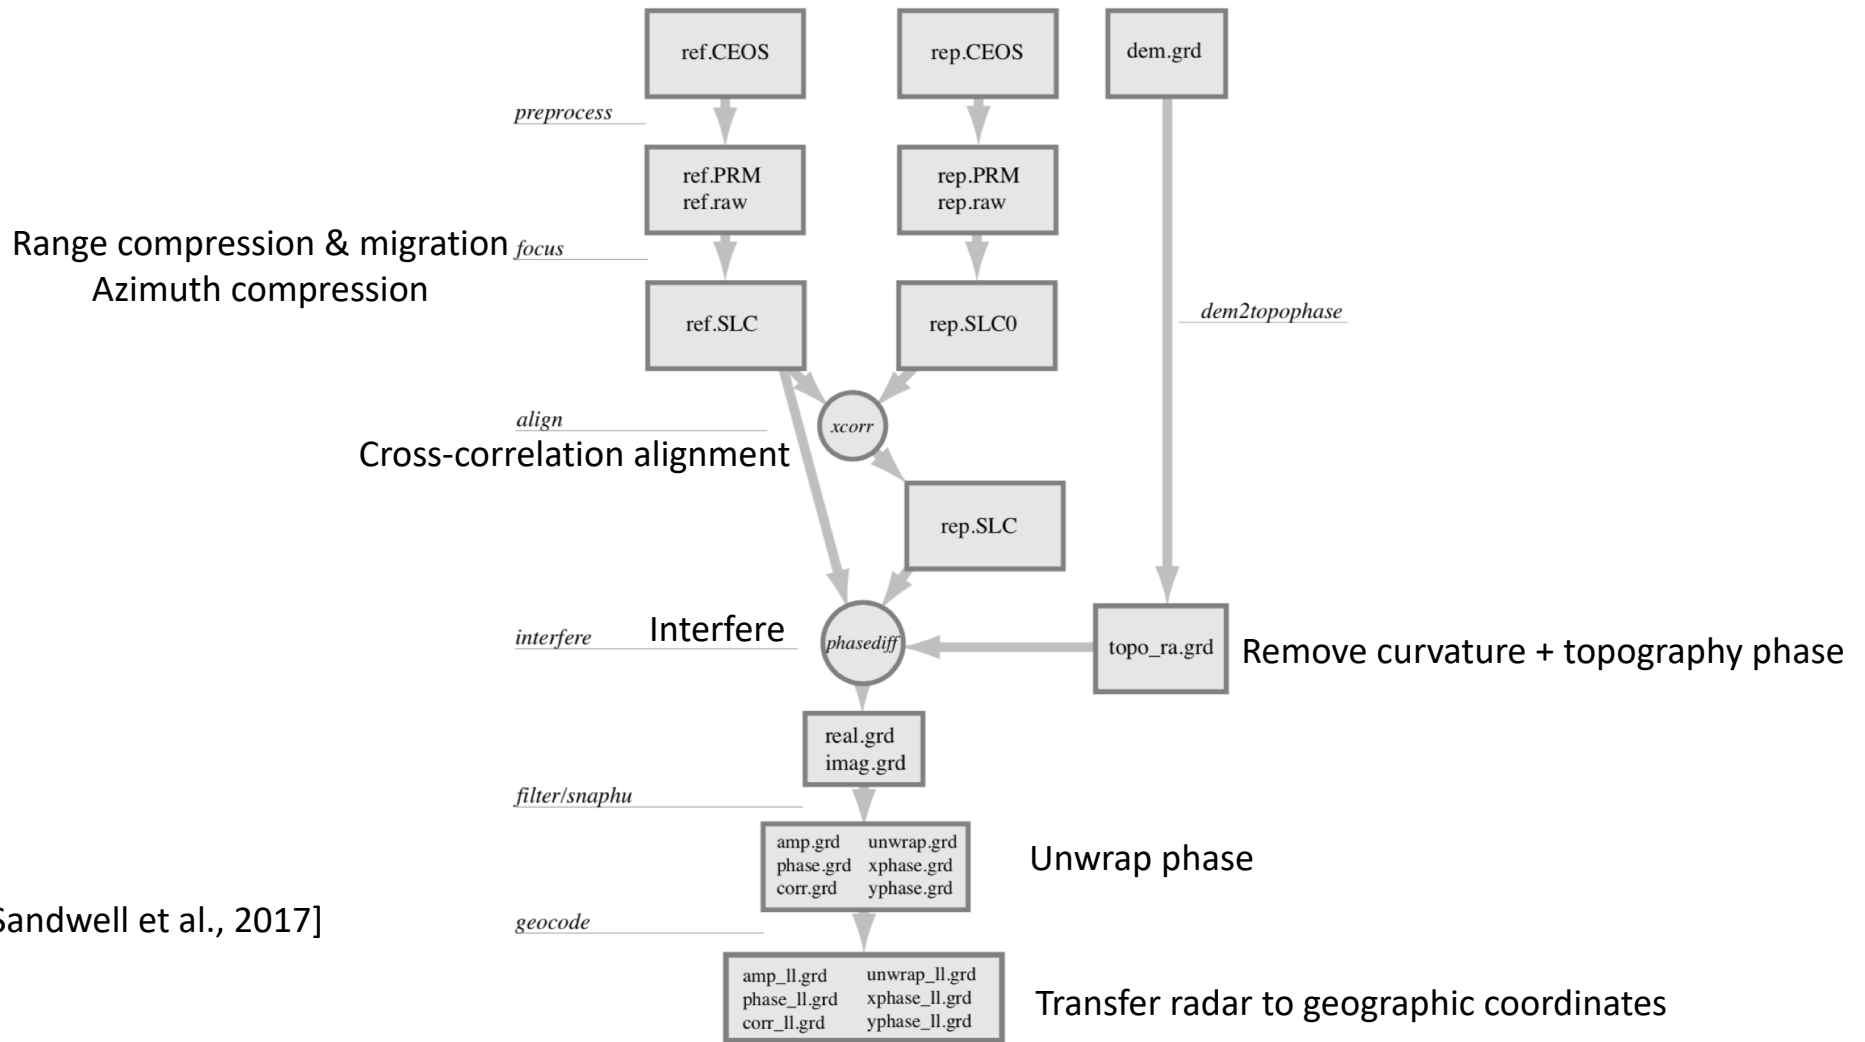 ref.CEOS
rep.CEOS
dem.grd
preprocess
ref.PRM
ref.raw
rep.PRM
rep.raw
Range compression & migration
Azimuth compression
focus
ref.SLC
rep.SLC0
dem2topophase
align
xcorr
Cross-correlation alignment
rep.SLC
interfere
Interfere
phasediff
topo_ra.grd
Remove curvature + topography phase
real.grd
imag.grd
filter/snaphu
amp.grd unwrap.grd
phase.grd xphase.grd
corr.grd yphase.grd
Unwrap phase
Sandwell et al., 2017]
geocode
amp_ll.grd unwrap_ll.grd
phase_ll.grd xphase_ll.grd
corr_ll.grd yphase_ll.grd
Transfer radar to geographic coordinates